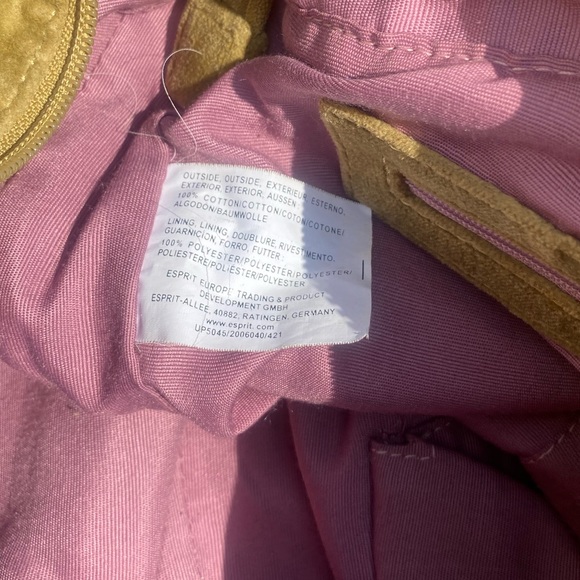 OUTSIDE, OUTSIDE, EXTERIEUR, ESTERNO,
EXTERIOR, EXTERIOR, AUSSEN:
100% COTTON/COTTON/COTON/COTONE/
ALGODÓN/BAUMWOLLE
LINING, LINING, DOUBLURE, RIVESTIMENTO,
GUARNICION, FORRO, FUTTER:
100% POLYESTER/POLYESTER/POLYESTER/
POLIESTERE/POLIESTER/POLYESTER
ESPRIT EUROPE TRADING & PRODUCT
DEVELOPMENT GMBH
ESPRIT-ALLEE, 40882, RATINGEN, GERMANY
www.esprit.com
UP5045/2006040/421